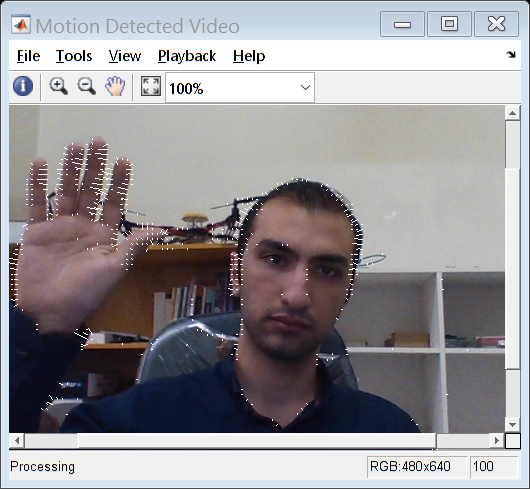 Motion Detected Video
File Tools View Playback Help
100%
Processing
RGB:480x640
100